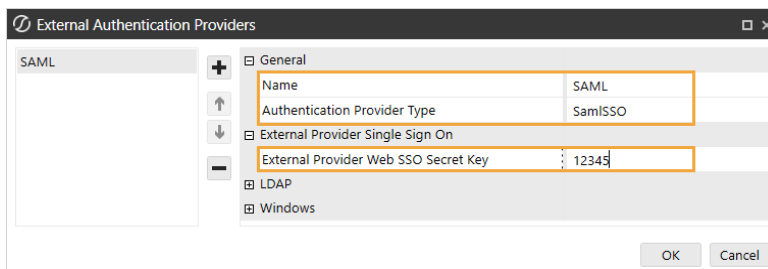 External Authentication Providers
SAML
General
Name SAML
Authentication Provider Type SamlSSO
External Provider Single Sign On
External Provider Web SSO Secret Key 12345
LDAP
Windows
OK Cancel